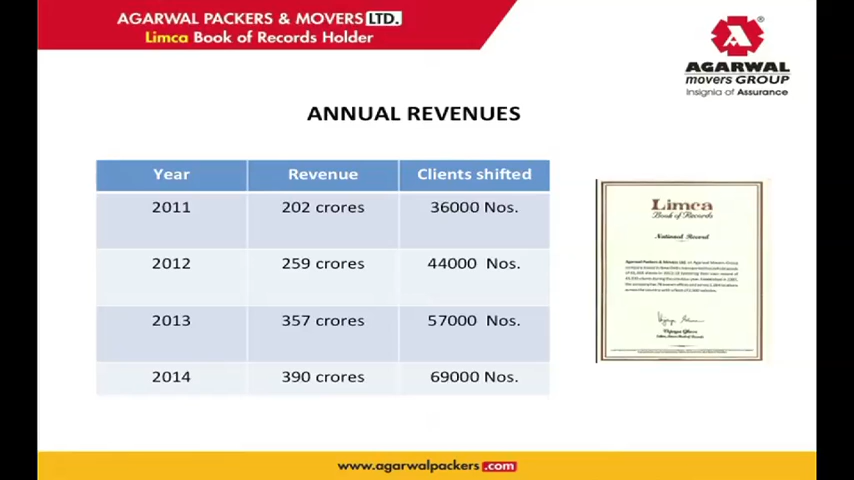 AGARWAL PACKERS & MOVERS LTD.
Limca Book of Records Holder
AGARWAL
movers GROUP
Insignia of Assurance
ANNUAL REVENUES
Year Revenue Clients shifted
2011 202 crores 36000 Nos.
2012 259 crores 44000 Nos.
2013 357 crores 57000 Nos.
2014 390 crores 69000 Nos.
Limca
Book of Records
National Record
www.agarwalpackers.com